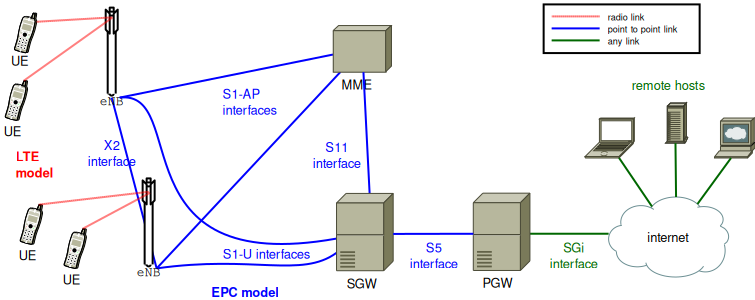 radio link
point to point link
any link
UE
UE
eNB
MME
S1-AP
interfaces
remote hosts
X2
interface
LTE
model
S11
interface
UE
UE
eNB
S1-U interfaces
SGW
S5
interface
PGW
SGi
interface
internet
EPC model